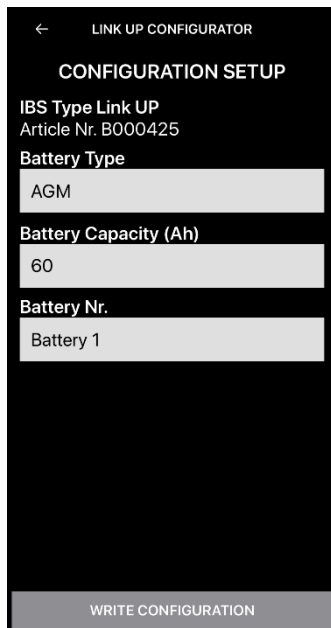 ← LINK UP CONFIGURATOR
CONFIGURATION SETUP
IBS Type Link UP
Article Nr. B000425
Battery Type
AGM
Battery Capacity (Ah)
60
Battery Nr.
Battery 1
WRITE CONFIGURATION